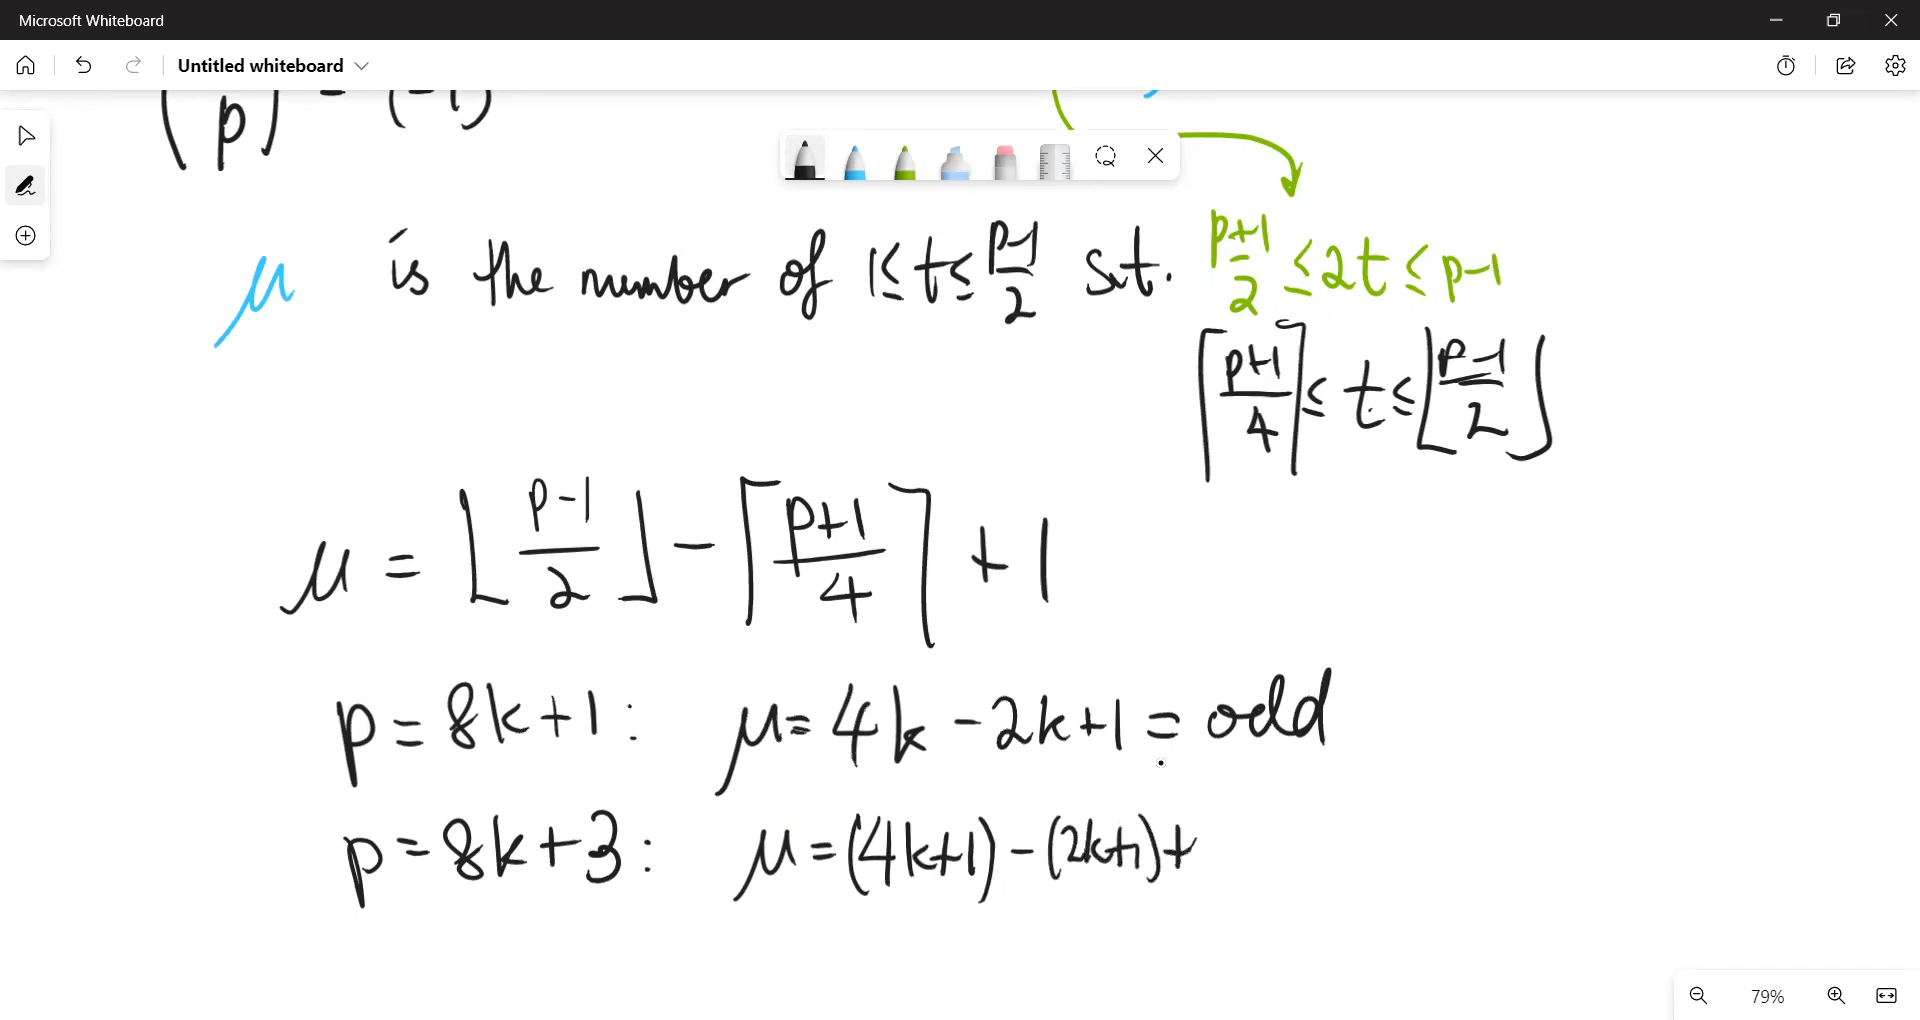 Microsoft Whiteboard
Untitled whiteboard
(p) = (-1)
μ is the number of 1≤t≤(p-1)/2 s.t. (p+1)/2 ≤2t≤ p-1
⌈(p+1)/4⌉≤ t≤⌊(p-1)/2⌋
μ = ⌊(p-1)/2⌋ - ⌈(p+1)/4⌉ + 1
p = 8k+1: μ= 4k - 2k+1 = odd
p = 8k+3: μ=(4k+1) - (2k+1)+
79%